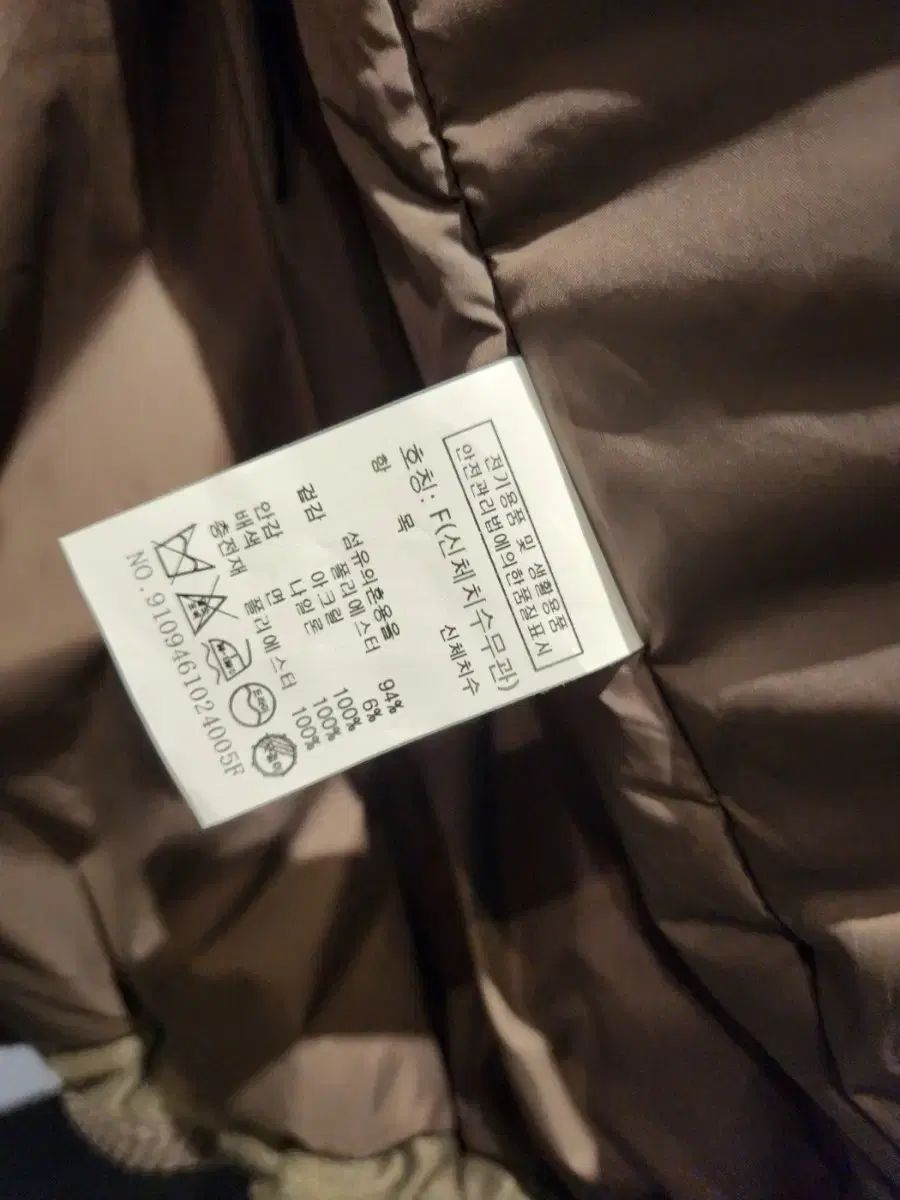 전기용품 및 생활용품
안전관리법에의한품질표시
호칭: F(신체치수무관)
항 목 신체치수
섬유의혼용율
겉감 폴리에스터 94%
아크릴 6%
안감 나일론 100%
배색 면 100%
충전재 폴리에스터 100%
NO.9109461024005F